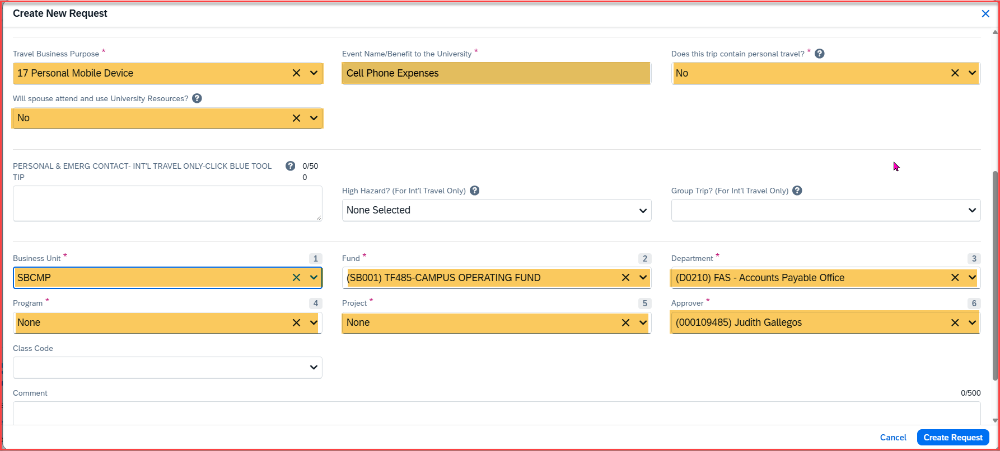 Create New Request
Travel Business Purpose *
Event Name/Benefit to the University *
Does this trip contain personal travel? * ?
17 Personal Mobile Device
Cell Phone Expenses
No
Will spouse attend and use University Resources? ?
No
PERSONAL & EMERG CONTACT- INT'L TRAVEL ONLY-CLICK BLUE TOOL
TIP
? 0/50
0
High Hazard? (For Int'l Travel Only) ?
Group Trip? (For Int'l Travel Only) ?
None Selected
Business Unit * 1
Fund * 2
Department * 3
SBCMP
(SB001) TF485-CAMPUS OPERATING FUND
(D0210) FAS - Accounts Payable Office
Program * 4
Project * 5
Approver * 6
None
None
(000109485) Judith Gallegos
Class Code
Comment
0/500
Cancel
Create Request